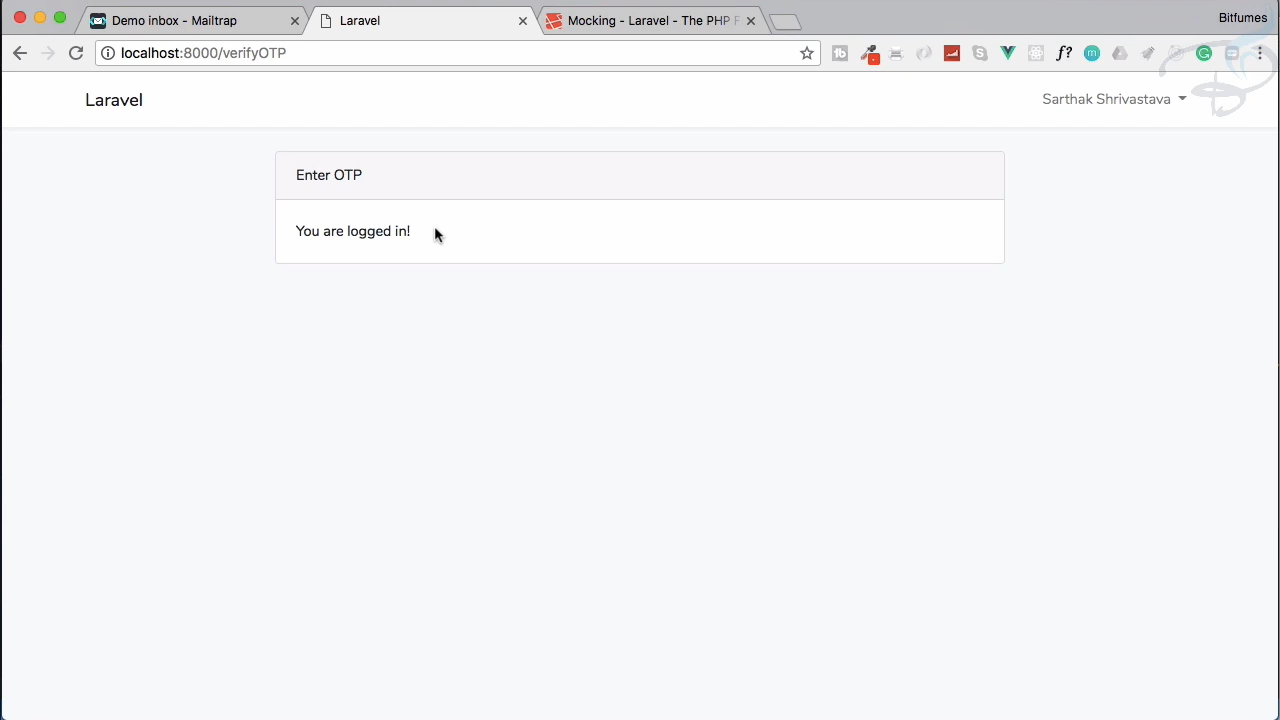 Demo inbox - Mailtrap
Laravel
Mocking - Laravel - The PHP F
Bitfumes
localhost:8000/verifyOTP
Laravel
Sarthak Shrivastava
Enter OTP
You are logged in!